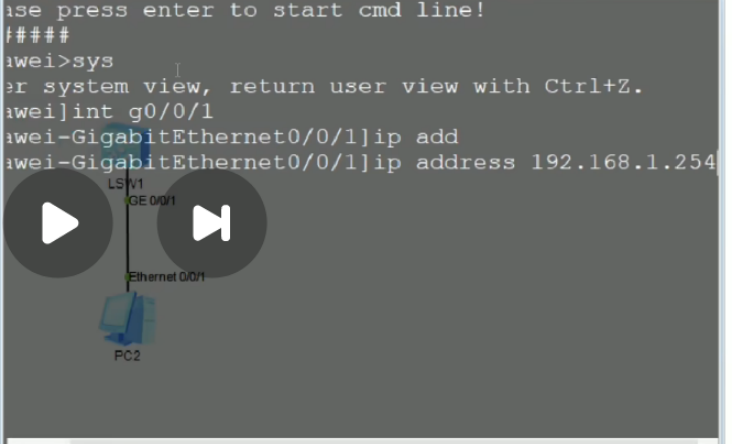 ase press enter to start cmd line!
#####
awei>sys
er system view, return user view with Ctrl+Z.
awei]int g0/0/1
awei-GigabitEthernet0/0/1]ip add
awei-GigabitEthernet0/0/1]ip address 192.168.1.254
LSW1
GE 0/0/1
Ethernet 0/0/1
PC2